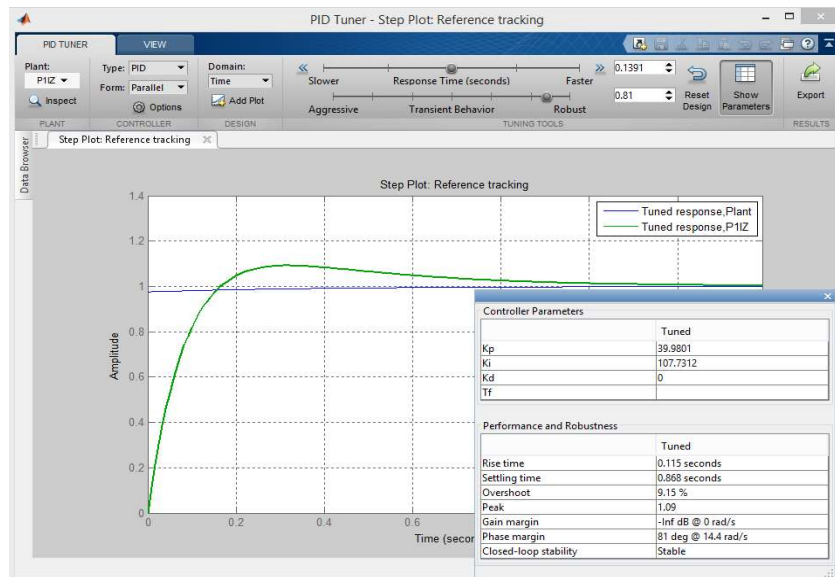 PID Tuner - Step Plot: Reference tracking
PID TUNER VIEW
Plant: Type: PID Domain: 0.1391
P1IZ Form: Parallel Time Slower Response Time (seconds) Faster
Inspect Options Add Plot Aggressive Transient Behavior Robust 0.81 Reset Design Show Parameters Export
PLANT CONTROLLER DESIGN TUNING TOOLS RESULTS
Data Browser
Step Plot: Reference tracking
Step Plot: Reference tracking
Tuned response,Plant
Tuned response,P1IZ
1.4
1.2
1
0.8
0.6
0.4
0.2
0
Amplitude
0 0.2 0.4 0.6
Time (secon
Controller Parameters
Tuned
Kp 39.9801
Ki 107.7312
Kd 0
Tf
Performance and Robustness
Tuned
Rise time 0.115 seconds
Settling time 0.868 seconds
Overshoot 9.15 %
Peak 1.09
Gain margin -Inf dB @ 0 rad/s
Phase margin 81 deg @ 14.4 rad/s
Closed-loop stability Stable